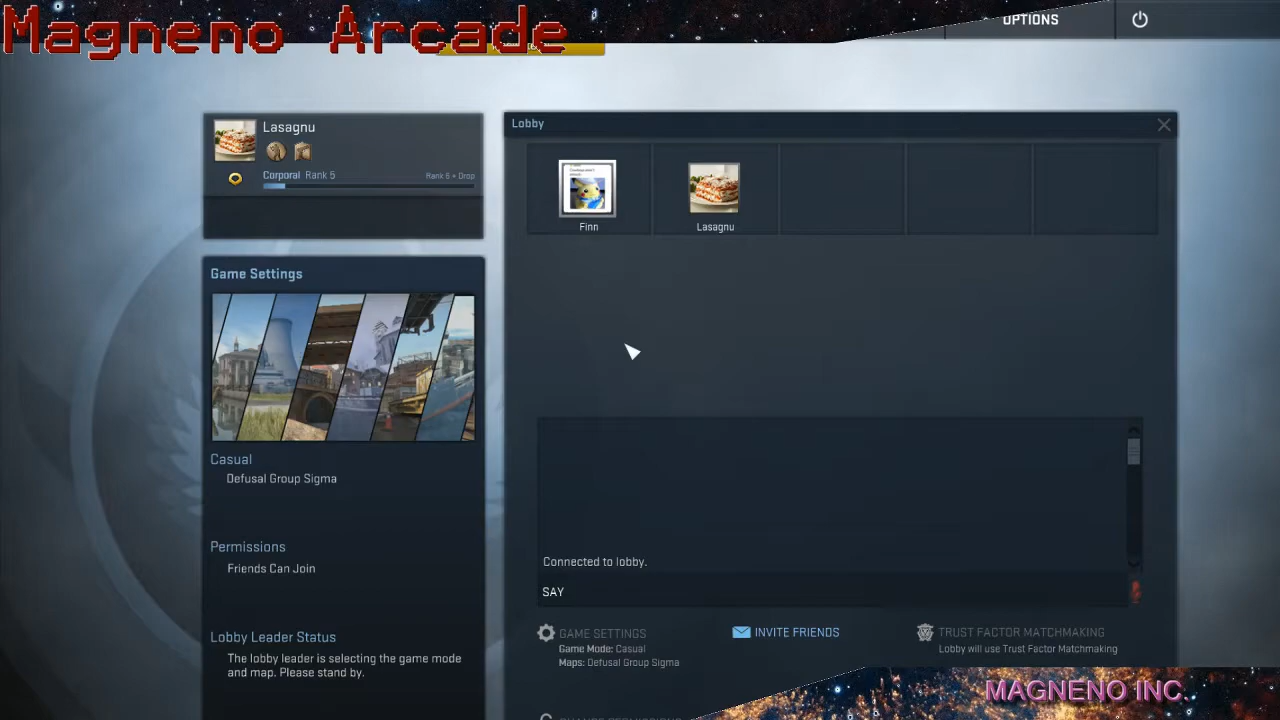 Magneno Arcade
OPTIONS
Lasagnu
Corporal Rank 5
Rank 6 + Drop
Game Settings
Casual
Defusal Group Sigma
Permissions
Friends Can Join
Lobby Leader Status
The lobby leader is selecting the game mode
and map. Please stand by.
Lobby
Finn
Lasagnu
Connected to lobby.
SAY
GAME SETTINGS
Game Mode: Casual
Maps: Defusal Group Sigma
INVITE FRIENDS
TRUST FACTOR MATCHMAKING
Lobby will use Trust Factor Matchmaking
MAGNENO INC.